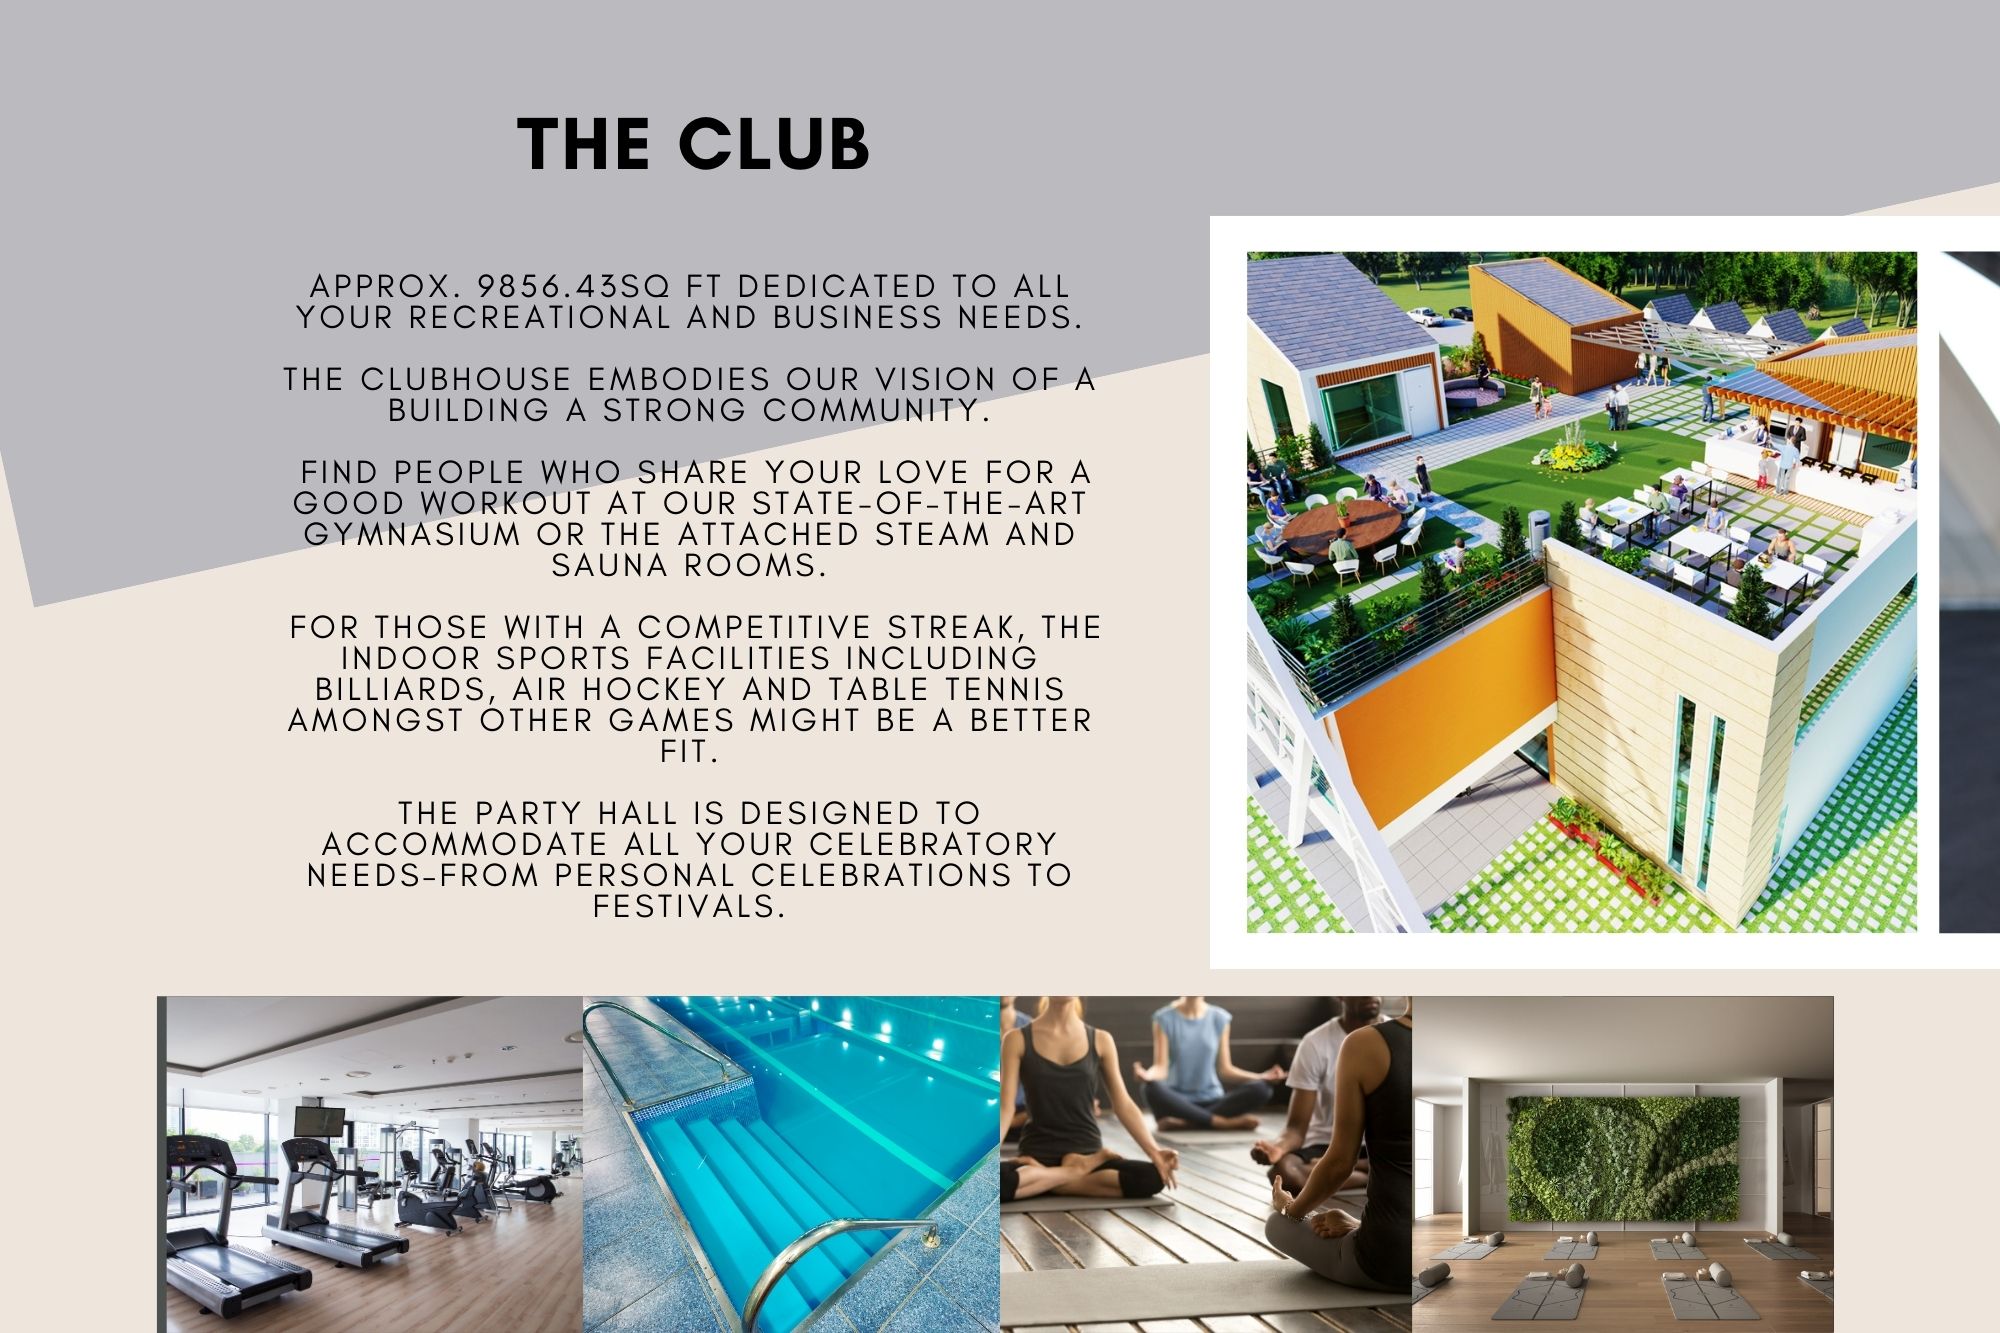 THE CLUB
APPROX. 9856.43SQ FT DEDICATED TO ALL
YOUR RECREATIONAL AND BUSINESS NEEDS.
THE CLUBHOUSE EMBODIES OUR VISION OF A
BUILDING A STRONG COMMUNITY.
FIND PEOPLE WHO SHARE YOUR LOVE FOR A
GOOD WORKOUT AT OUR STATE-OF-THE-ART
GYMNASIUM OR THE ATTACHED STEAM AND
SAUNA ROOMS.
FOR THOSE WITH A COMPETITIVE STREAK, THE
INDOOR SPORTS FACILITIES INCLUDING
BILLIARDS, AIR HOCKEY AND TABLE TENNIS
AMONGST OTHER GAMES MIGHT BE A BETTER
FIT.
THE PARTY HALL IS DESIGNED TO
ACCOMMODATE ALL YOUR CELEBRATORY
NEEDS-FROM PERSONAL CELEBRATIONS TO
FESTIVALS.